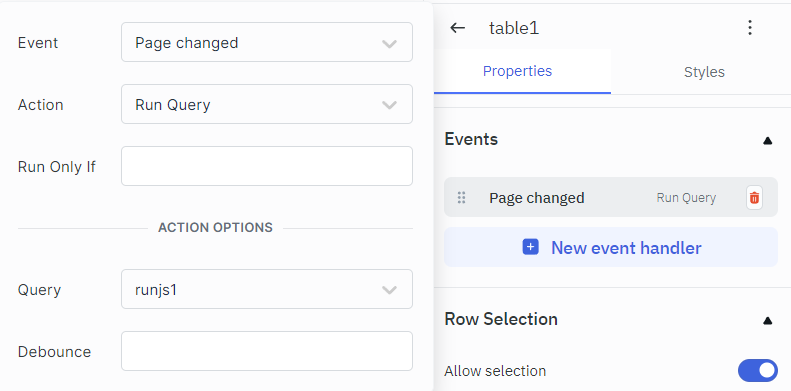 Event
Page changed
Action
Run Query
Run Only If
ACTION OPTIONS
Query
runjs1
Debounce
table1
Properties
Styles
Events
Page changed
Run Query
New event handler
Row Selection
Allow selection